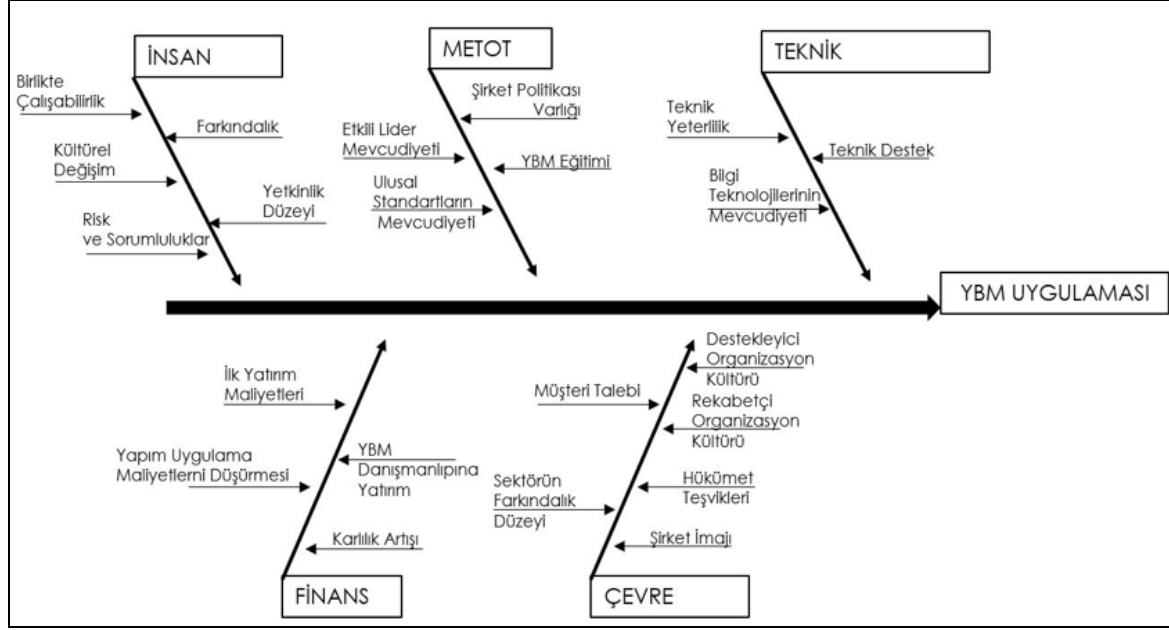 İNSAN
Birlikte
Çalışabilirlik
Farkındalık
Kültürel
Değişim
Yetkinlik
Düzeyi
Risk
ve Sorumluluklar
METOT
Şirket Politikası
Varlığı
Etkili Lider
Mevcudiyeti
YBM Eğitimi
Ulusal
Standartların
Mevcudiyeti
TEKNİK
Teknik
Yeterlilik
Teknik Destek
Bilgi
Teknolojilerinin
Mevcudiyeti
YBM UYGULAMASI
İlk Yatırım
Maliyetleri
YBM
Danışmanlıpına
Yatırım
Yapım Uygulama
Maliyetlerni Düşürmesi
Karlılık Artışı
FİNANS
Destekleyici
Organizasyon
Kültürü
Müşteri Talebi
Rekabetçi
Organizasyon
Kültürü
Hükümet
Teşvikleri
Sektörün
Farkındalık
Düzeyi
Şirket İmajı
ÇEVRE